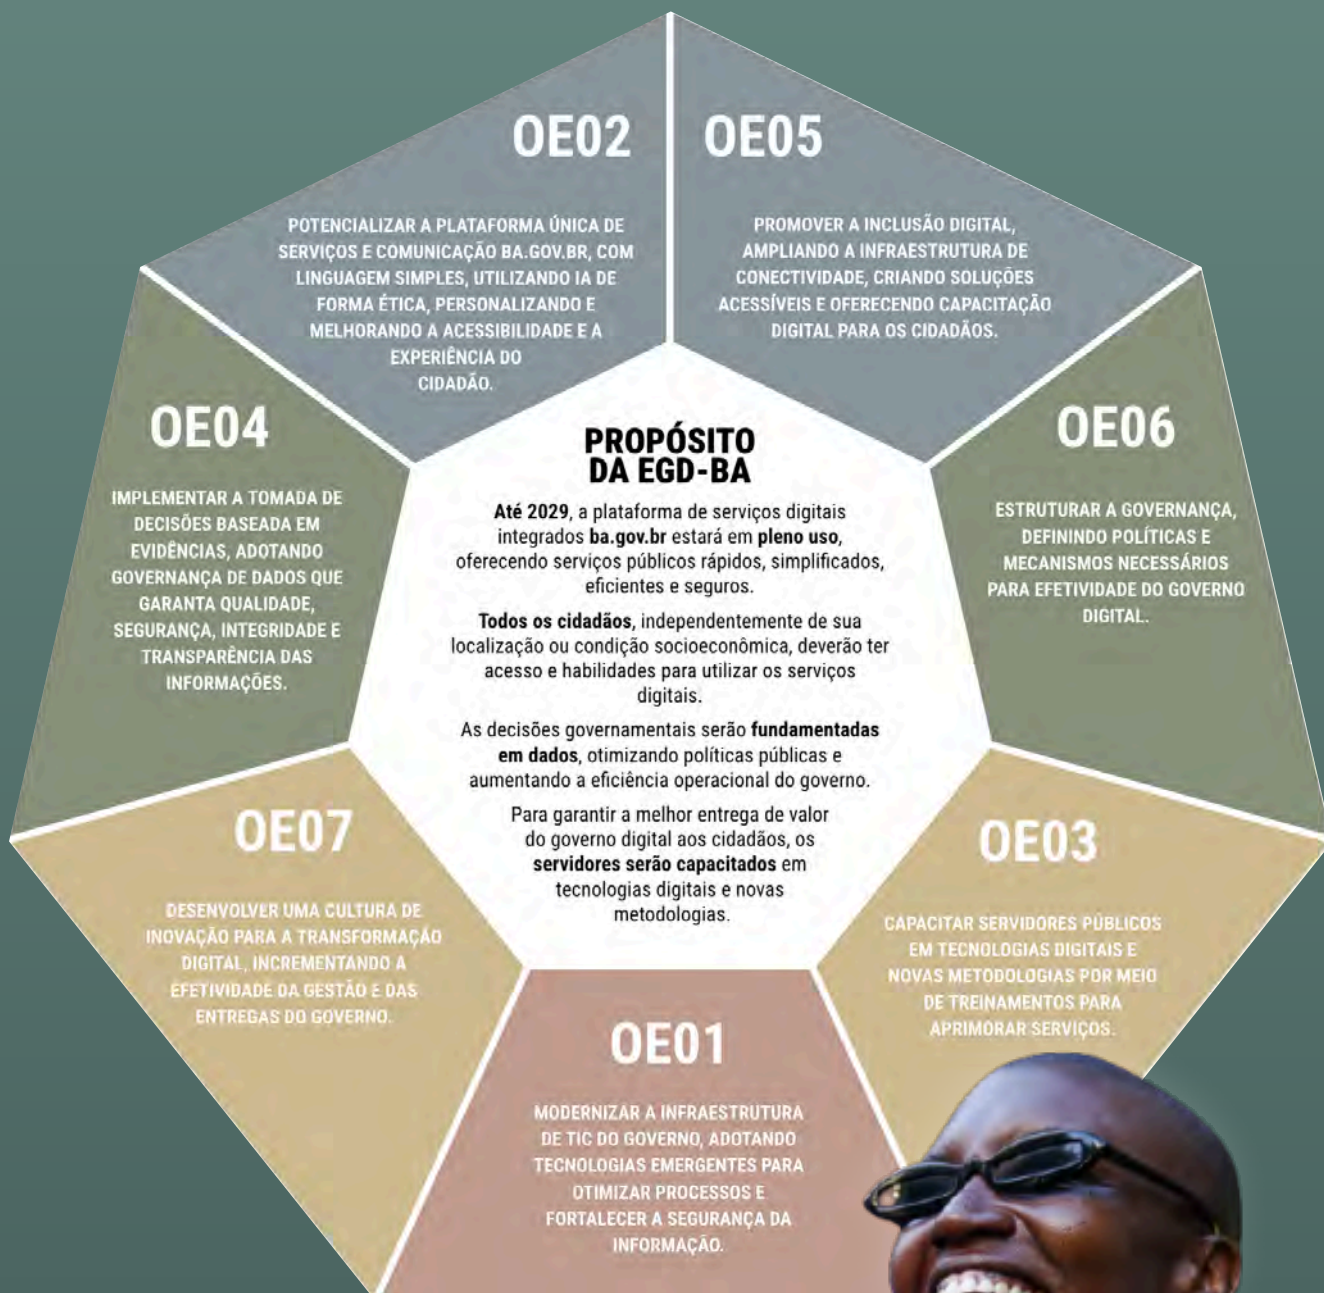 OE02
POTENCIALIZAR A PLATAFORMA ÚNICA DE
SERVIÇOS E COMUNICAÇÃO BA.GOV.BR, COM
LINGUAGEM SIMPLES, UTILIZANDO IA DE
FORMA ÉTICA, PERSONALIZANDO E
MELHORANDO A ACESSIBILIDADE E A
EXPERIÊNCIA DO
CIDADÃO.
OE05
PROMOVER A INCLUSÃO DIGITAL,
AMPLIANDO A INFRAESTRUTURA DE
CONECTIVIDADE, CRIANDO SOLUÇÕES
ACESSÍVEIS E OFERECENDO CAPACITAÇÃO
DIGITAL PARA OS CIDADÃOS.
OE04
IMPLEMENTAR A TOMADA DE
DECISÕES BASEADA EM
EVIDÊNCIAS, ADOTANDO
GOVERNANÇA DE DADOS QUE
GARANTA QUALIDADE,
SEGURANÇA, INTEGRIDADE E
TRANSPARÊNCIA DAS
INFORMAÇÕES.
PROPÓSITO
DA EGD-BA
Até 2029, a plataforma de serviços digitais
integrados ba.gov.br estará em pleno uso,
oferecendo serviços públicos rápidos, simplificados,
eficientes e seguros.
Todos os cidadãos, independentemente de sua
localização ou condição socioeconômica, deverão ter
acesso e habilidades para utilizar os serviços
digitais.
As decisões governamentais serão fundamentadas
em dados, otimizando políticas públicas e
aumentando a eficiência operacional do governo.
Para garantir a melhor entrega de valor
do governo digital aos cidadãos, os
servidores serão capacitados em
tecnologias digitais e novas
metodologias.
OE06
ESTRUTURAR A GOVERNANÇA,
DEFININDO POLÍTICAS E
MECANISMOS NECESSÁRIOS
PARA EFETIVIDADE DO GOVERNO
DIGITAL.
OE07
DESENVOLVER UMA CULTURA DE
INOVAÇÃO PARA A TRANSFORMAÇÃO
DIGITAL, INCREMENTANDO A
EFETIVIDADE DA GESTÃO E DAS
ENTREGAS DO GOVERNO.
OE03
CAPACITAR SERVIDORES PÚBLICOS
EM TECNOLOGIAS DIGITAIS E
NOVAS METODOLOGIAS POR MEIO
DE TREINAMENTOS PARA
APRIMORAR SERVIÇOS.
OE01
MODERNIZAR A INFRAESTRUTURA
DE TIC DO GOVERNO, ADOTANDO
TECNOLOGIAS EMERGENTES PARA
OTIMIZAR PROCESSOS E
FORTALECER A SEGURANÇA DA
INFORMAÇÃO.